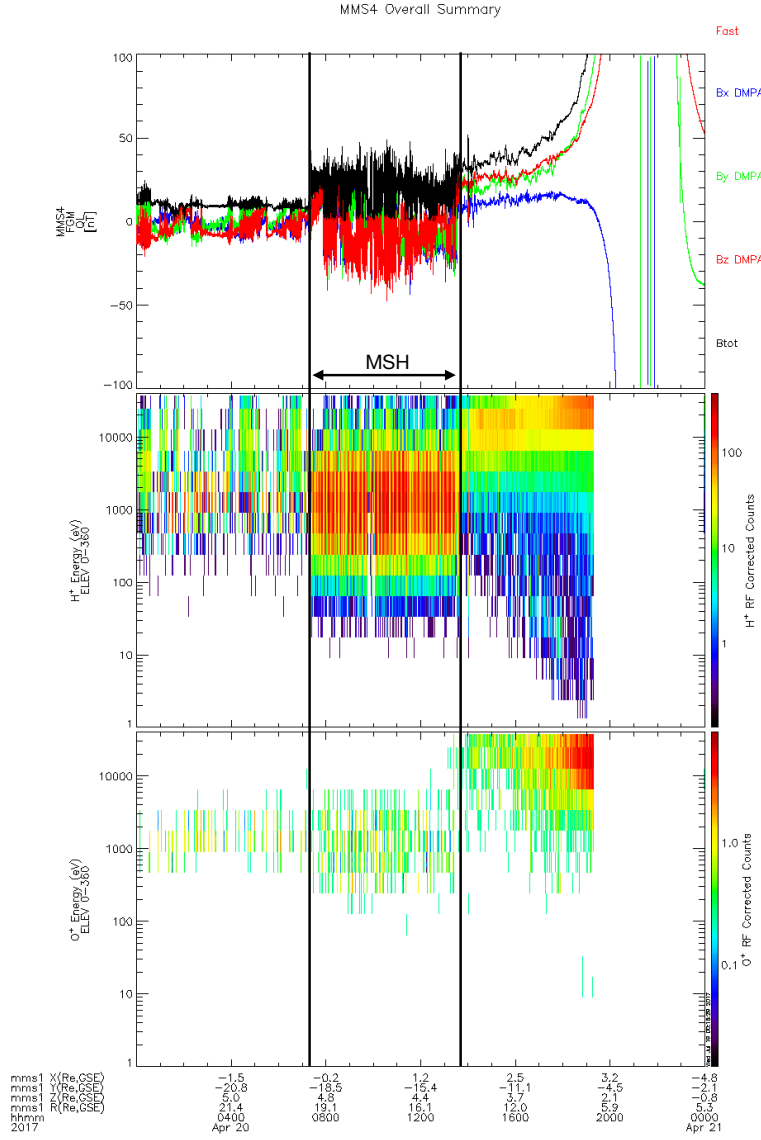 MMS4 Overall Summary
Fast
Bx DMPA
By DMPA
Bz DMPA
Btot
MMS4
FGM
QL
[nT]
100
50
0
−50
−100
MSH
H+ Energy (eV)
ELEV 0−360
10000
1000
100
10
1
100
10
1
H+ RF Corrected Counts
O+ Energy (eV)
ELEV 0−360
10000
1000
100
10
1
1.0
0.1
O+ RF Corrected Counts
mms1 X(Re,GSE) −1.5 −0.2 1.2 2.5 3.2 −4.8
mms1 Y(Re,GSE) −20.8 −18.5 −15.4 −11.1 −4.5 −2.1
mms1 Z(Re,GSE) 5.0 4.8 4.4 3.7 2.1 −0.8
mms1 R(Re,GSE) 21.4 19.1 16.1 12.0 5.9 5.3
hhmm 0400 0800 1200 1600 2000 0000
2017 Apr 20 Apr 21